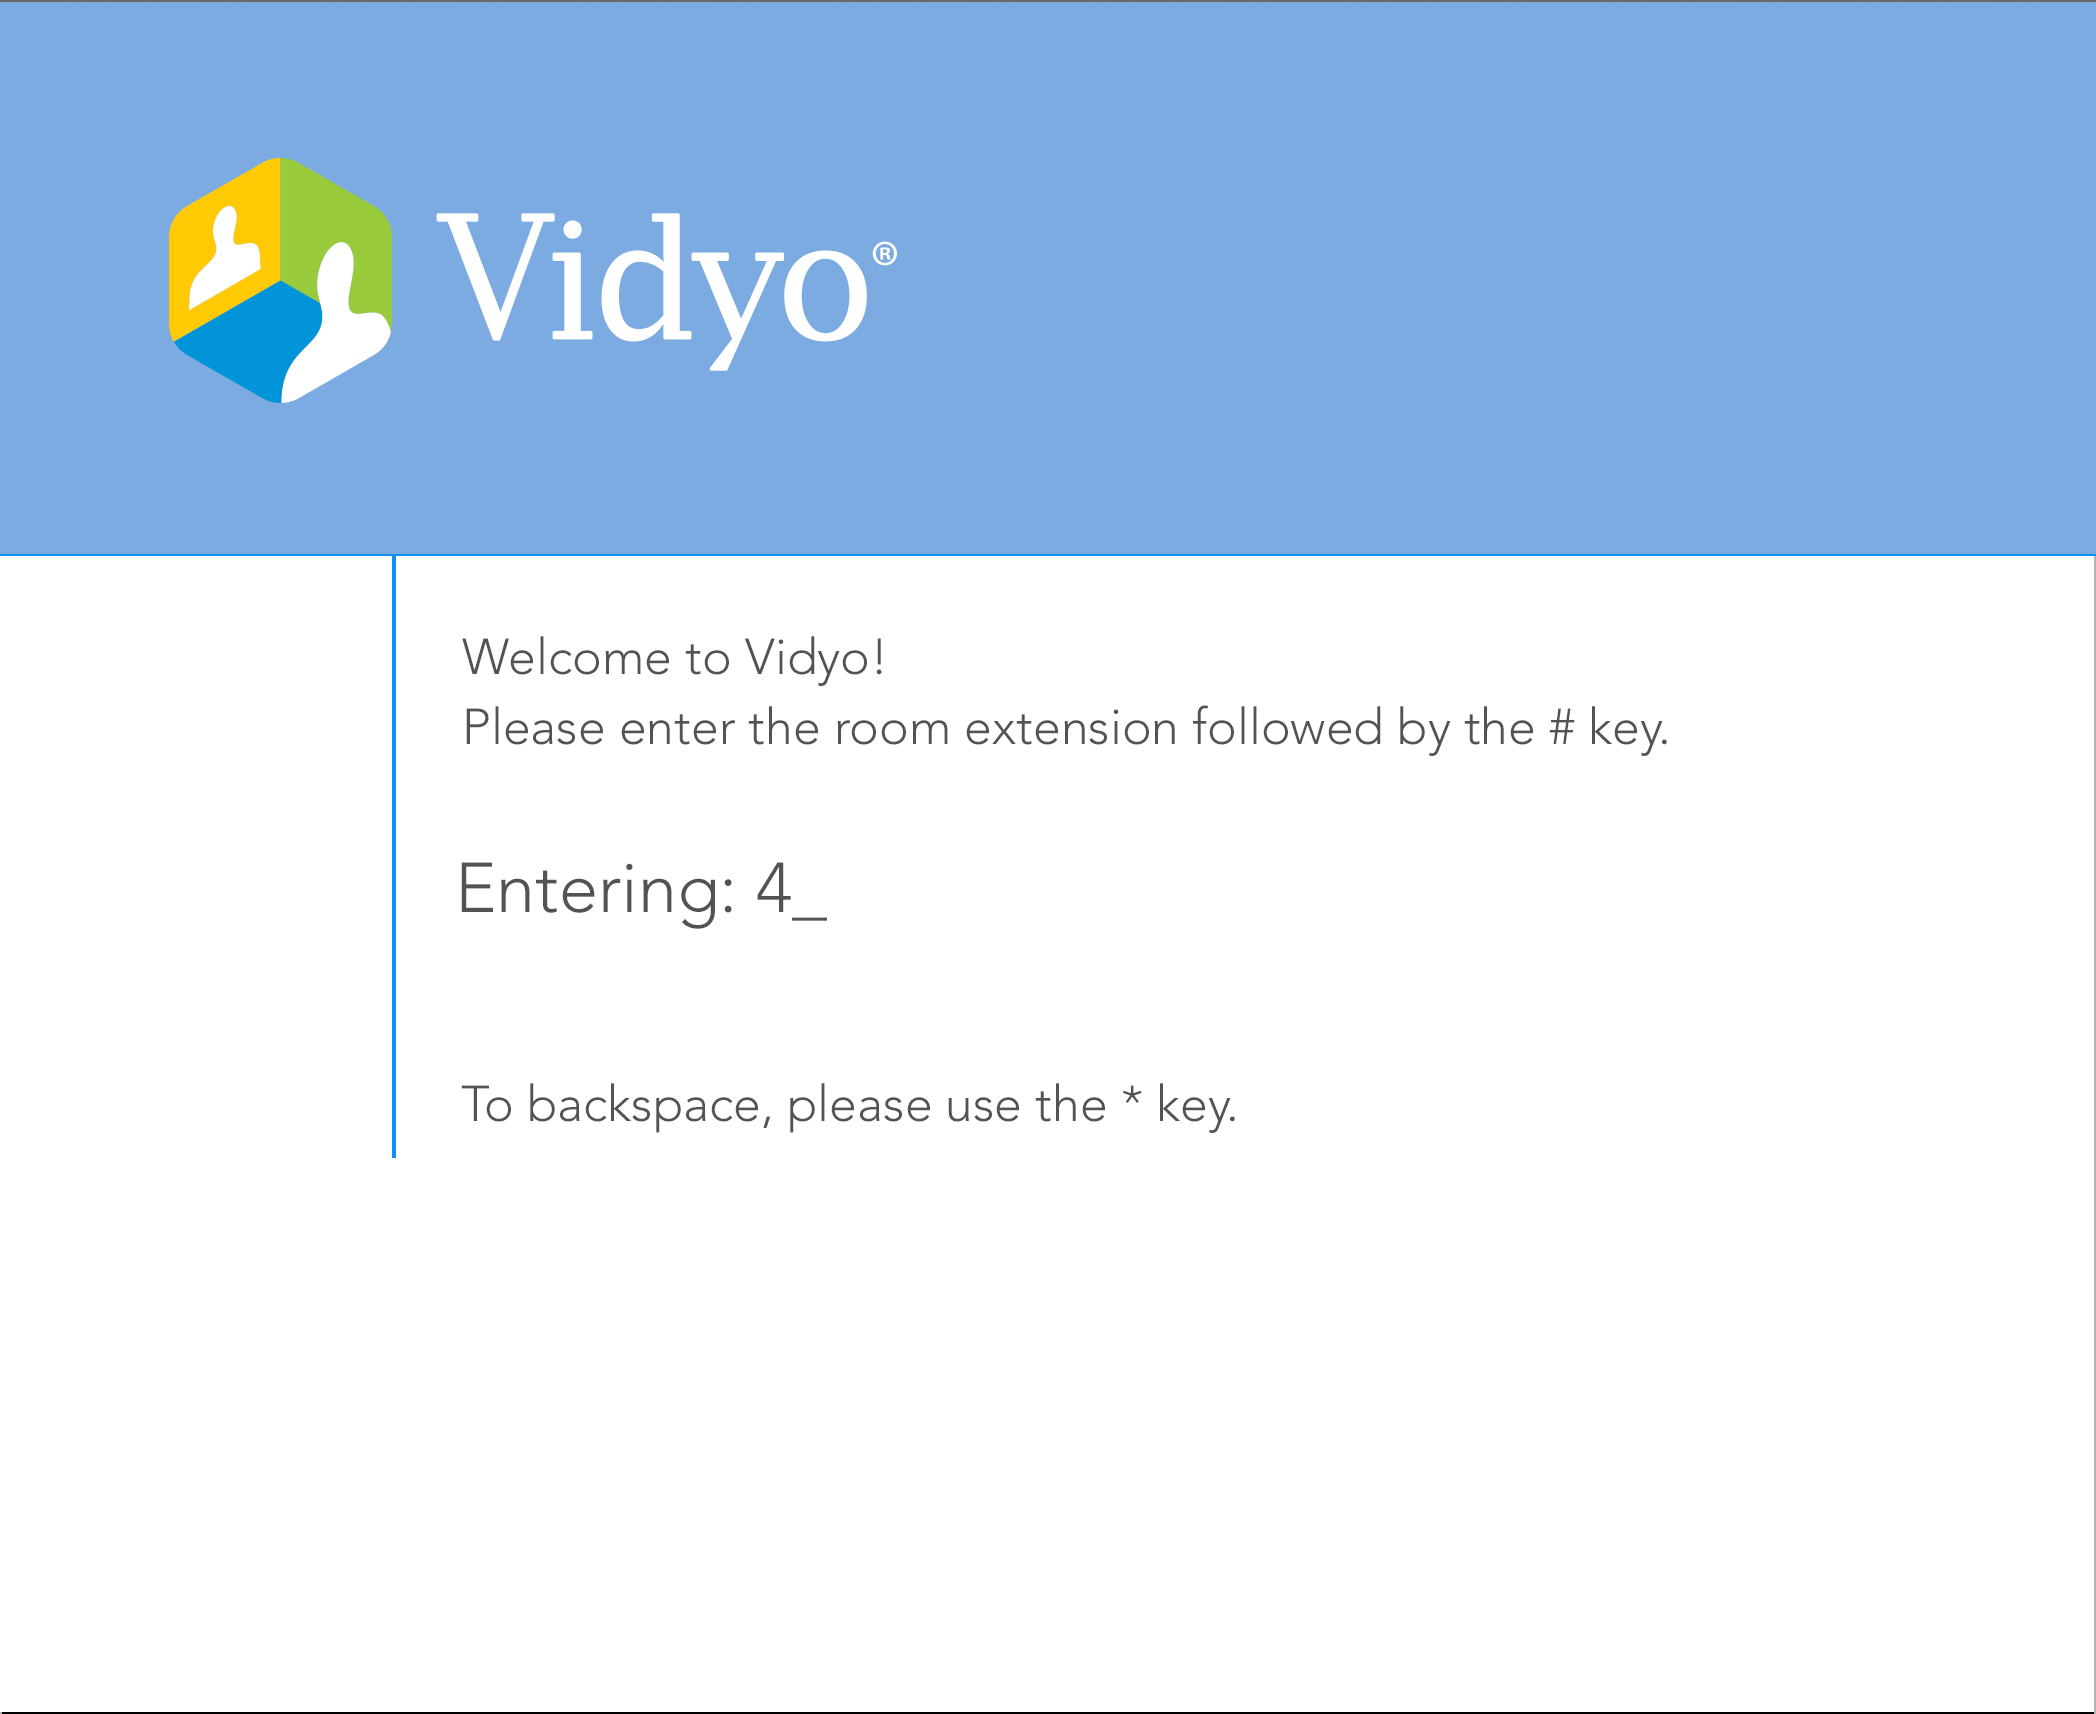 Vidyo®
Welcome to Vidyo!
Please enter the room extension followed by the # key.
Entering: 4_
To backspace, please use the * key.